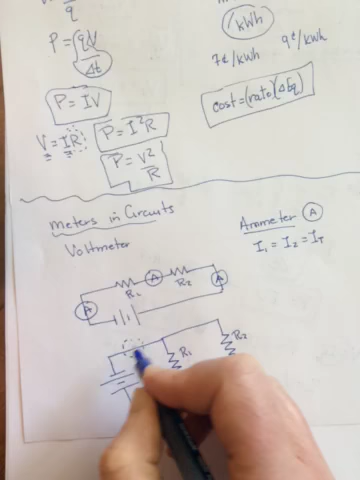 q
P = qV
Δt
kWh
7¢/kWh 9¢/kWh
P = IV
cost = (rate)(ΔEq)
V = IR
P = I²R
P = V²
R
meters in Circuits
Voltmeter
Ammeter A
I₁ = I₂ = I_T
A R₁ A R₂ A
R₁ R₂